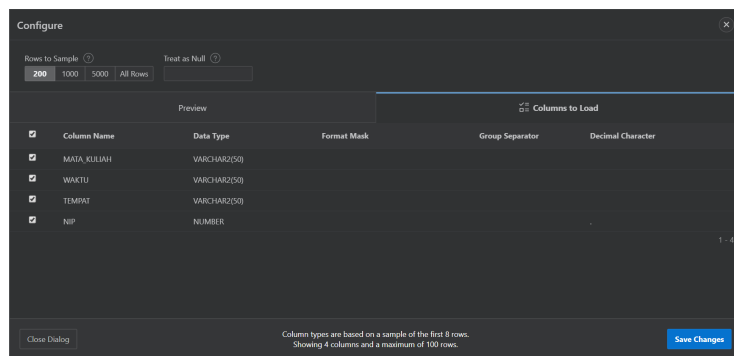 Configure
Rows to Sample ?
Treat as Null ?
200 1000 5000 All Rows
Preview
Columns to Load
Column Name Data Type Format Mask Group Separator Decimal Character
MATA_KULIAH VARCHAR2(50)
WAKTU VARCHAR2(50)
TEMPAT VARCHAR2(50)
NIP NUMBER .
1 - 4
Close Dialog
Column types are based on a sample of the first 8 rows.
Showing 4 columns and a maximum of 100 rows.
Save Changes